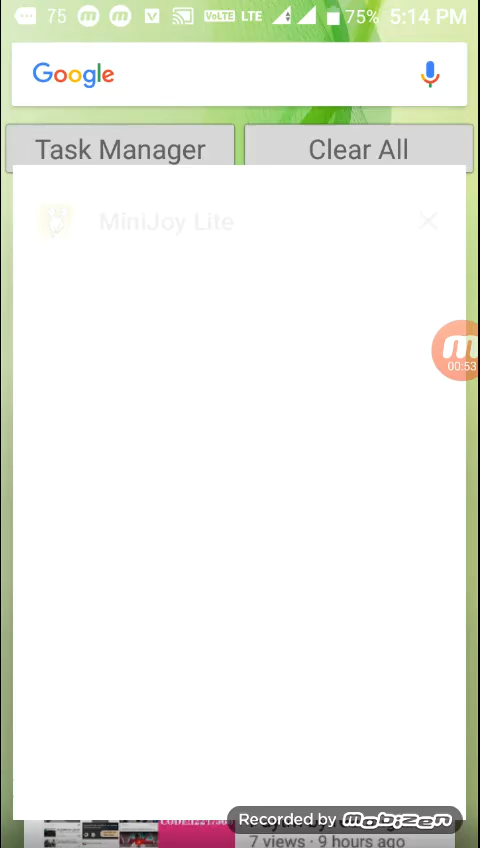 75 VoLTE LTE 75% 5:14 PM
Google
Task Manager Clear All
MiniJoy Lite
00:53
Recorded by Mobizen
7 views · 9 hours ago